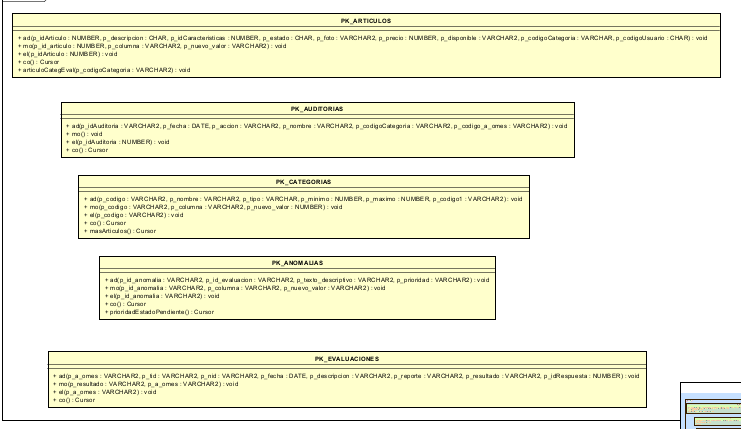 PK_ARTICULOS
+ ad(p_idArticulo : NUMBER, p_descripcion : CHAR, p_idCaracteristicas : NUMBER, p_estado : CHAR, p_foto : VARCHAR2, p_precio : NUMBER, p_disponible : VARCHAR2, p_codigoCategoria : VARCHAR, p_codigoUsuario : CHAR) : void
+ mo(p_id_articulo : NUMBER, p_columna : VARCHAR2, p_nuevo_valor : VARCHAR2) : void
+ el(p_idArticulo : NUMBER) : void
+ co() : Cursor
+ articuloCategEval(p_codigoCategoria : VARCHAR2) : void
PK_AUDITORIAS
+ ad(p_idAuditoria : VARCHAR2, p_fecha : DATE, p_accion : VARCHAR2, p_nombre : VARCHAR2, p_codigoCategoria : VARCHAR2, p_codigo_a_omes : VARCHAR2) : void
+ mo() : void
+ el(p_idAuditoria : NUMBER) : void
+ co() : Cursor
PK_CATEGORIAS
+ ad(p_codigo : VARCHAR2, p_nombre : VARCHAR2, p_tipo : VARCHAR, p_minimo : NUMBER, p_maximo : NUMBER, p_codigo1 : VARCHAR2) : void
+ mo(p_codigo : VARCHAR2, p_columna : VARCHAR2, p_nuevo_valor : NUMBER) : void
+ el(p_codigo : VARCHAR2) : void
+ co() : Cursor
+ masArticulos() : Cursor
PK_ANOMALIAS
+ ad(p_id_anomalia : VARCHAR2, p_id_evaluacion : VARCHAR2, p_texto_descriptivo : VARCHAR2, p_prioridad : VARCHAR2) : void
+ mo(p_id_anomalia : VARCHAR2, p_columna : VARCHAR2, p_nuevo_valor : VARCHAR2) : void
+ el(p_id_anomalia : VARCHAR2) : void
+ co() : Cursor
+ prioridadEstadoPendiente() : Cursor
PK_EVALUACIONES
+ ad(p_a_omes : VARCHAR2, p_tid : VARCHAR2, p_nid : VARCHAR2, p_fecha : DATE, p_descripcion : VARCHAR2, p_reporte : VARCHAR2, p_resultado : VARCHAR2, p_idRespuesta : NUMBER) : void
+ mo(p_resultado : VARCHAR2, p_a_omes : VARCHAR2) : void
+ el(p_a_omes : VARCHAR2) : void
+ co() : Cursor